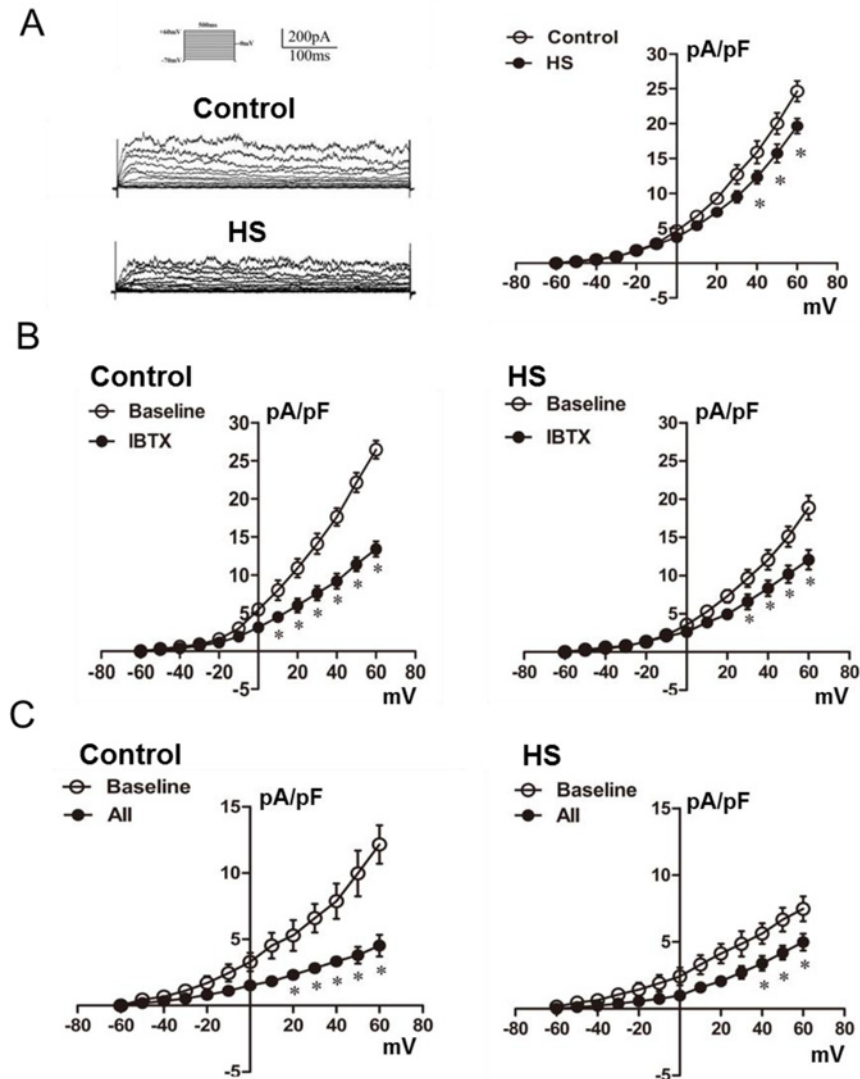 A
500ms
+60mV
-0mV
-70mV
200pA
100ms
Control
HS
Control
HS
pA/pF
30
25
20
15
10
5
-5
-80 -60 -40 -20 20 40 60 80
mV
* * *
B
Control
Baseline
IBTX
pA/pF
30
25
20
15
10
5
-5
-80 -60 -40 -20 20 40 60 80
mV
* * * * * *
HS
Baseline
IBTX
pA/pF
30
25
20
15
10
5
-5
-80 -60 -40 -20 20 40 60 80
mV
* * * *
C
Control
Baseline
AII
pA/pF
15
10
5
-5
-80 -60 -40 -20 20 40 60 80
mV
* * * * *
HS
Baseline
AII
pA/pF
15
10
5
-5
-80 -60 -40 -20 20 40 60 80
mV
* * *